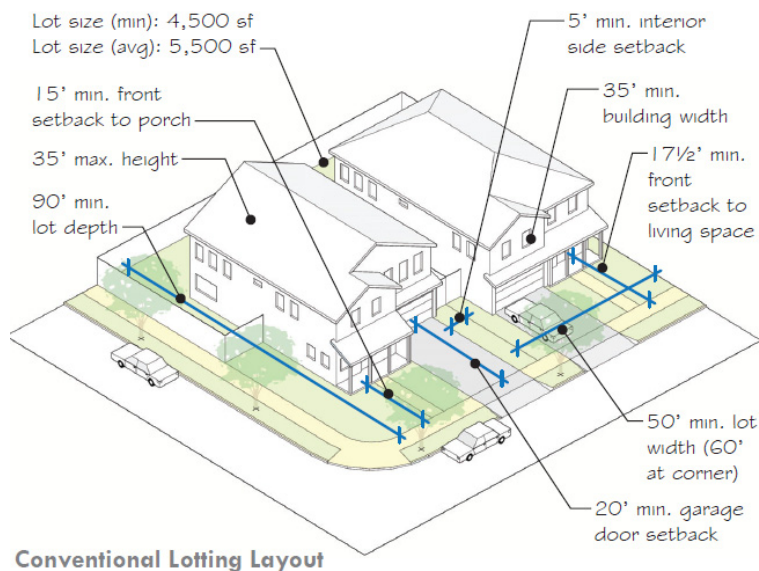 Lot size (min): 4,500 sf
Lot size (avg): 5,500 sf
15' min. front
setback to porch
35' max. height
90' min.
lot depth
5' min. interior
side setback
35' min.
building width
17½' min.
front
setback to
living space
50' min. lot
width (60'
at corner)
20' min. garage
door setback
Conventional Lotting Layout